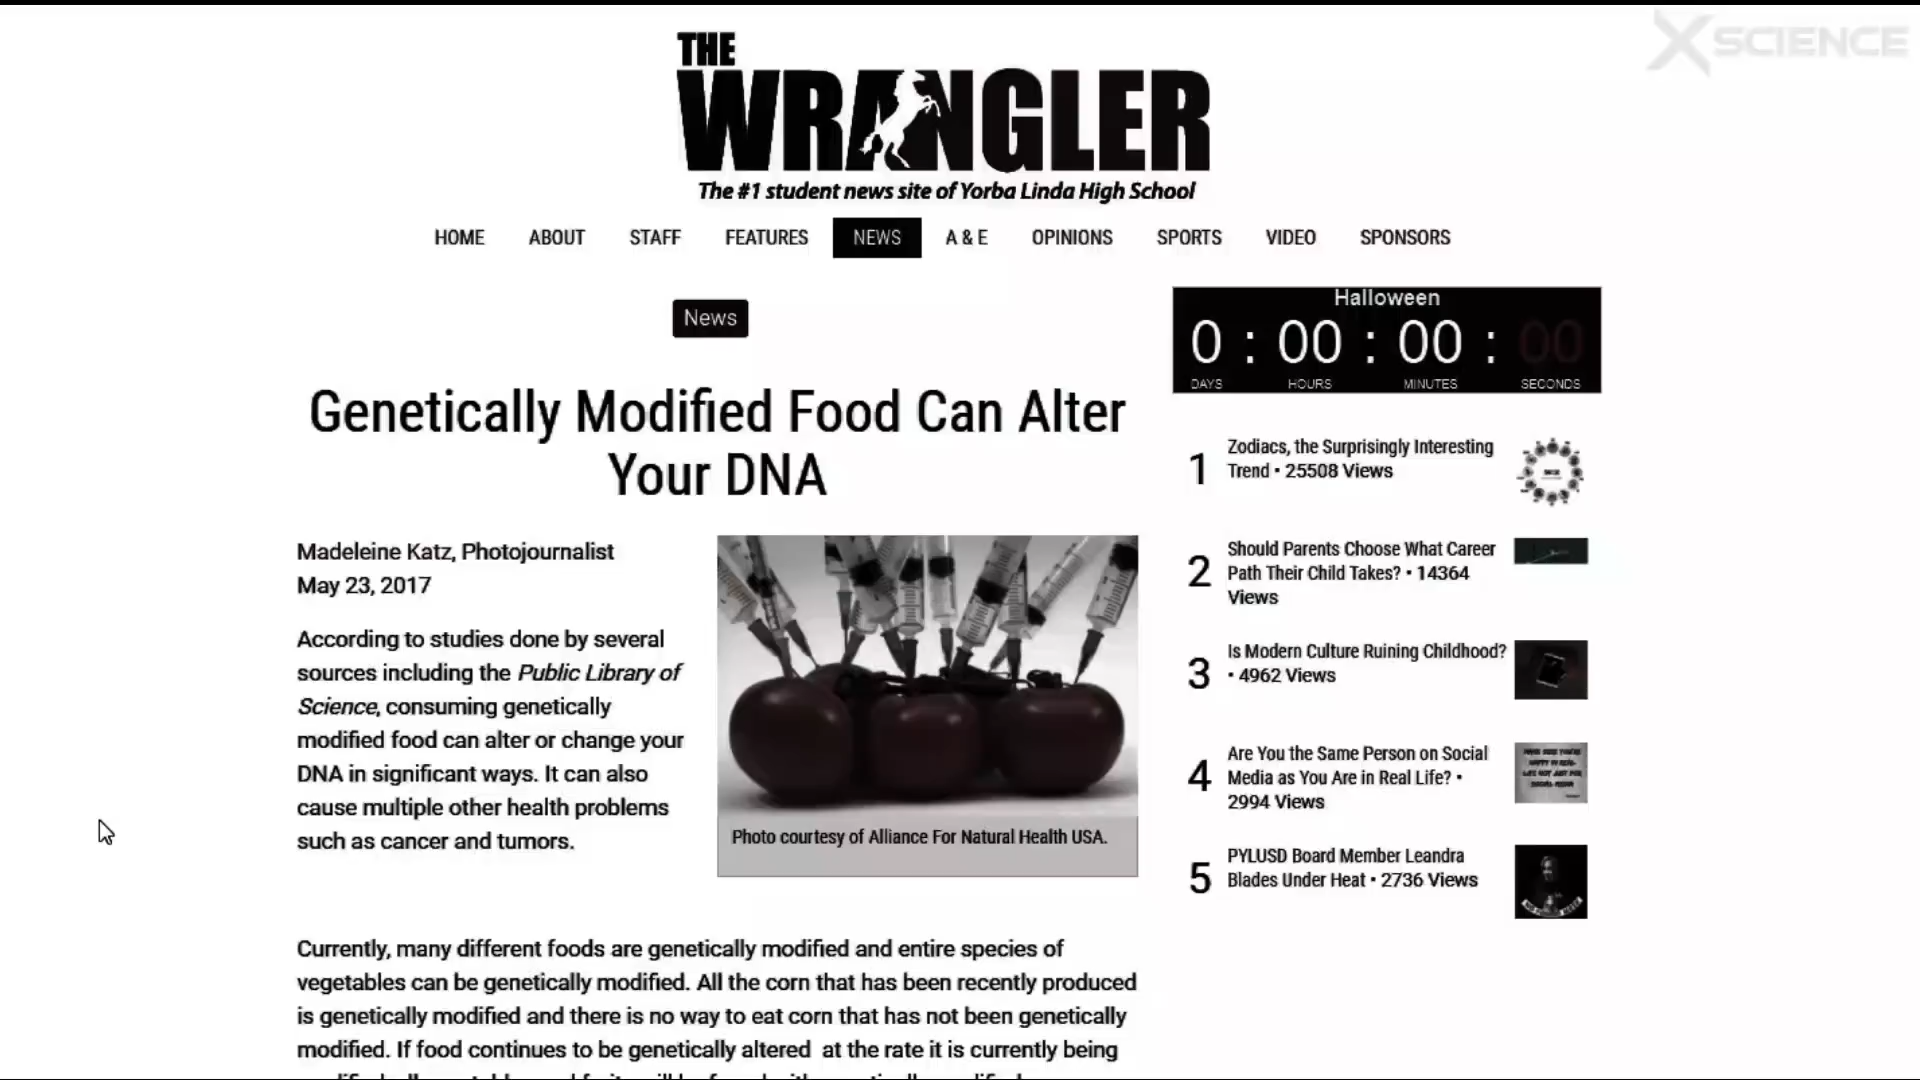 XSCIENCE
THE
WRANGLER
The #1 student news site of Yorba Linda High School
HOME ABOUT STAFF FEATURES NEWS A & E OPINIONS SPORTS VIDEO SPONSORS
News
Genetically Modified Food Can Alter
Your DNA
Madeleine Katz, Photojournalist
May 23, 2017
According to studies done by several
sources including the Public Library of
Science, consuming genetically
modified food can alter or change your
DNA in significant ways. It can also
cause multiple other health problems
such as cancer and tumors.
Photo courtesy of Alliance For Natural Health USA.
Currently, many different foods are genetically modified and entire species of
vegetables can be genetically modified. All the corn that has been recently produced
is genetically modified and there is no way to eat corn that has not been genetically
modified. If food continues to be genetically altered at the rate it is currently being
Halloween
0 : 00 : 00 : 00
DAYS HOURS MINUTES SECONDS
1 Zodiacs, the Surprisingly Interesting
Trend • 25508 Views
2 Should Parents Choose What Career
Path Their Child Takes? • 14364
Views
3 Is Modern Culture Ruining Childhood?
• 4962 Views
4 Are You the Same Person on Social
Media as You Are in Real Life? •
2994 Views
5 PYLUSD Board Member Leandra
Blades Under Heat • 2736 Views